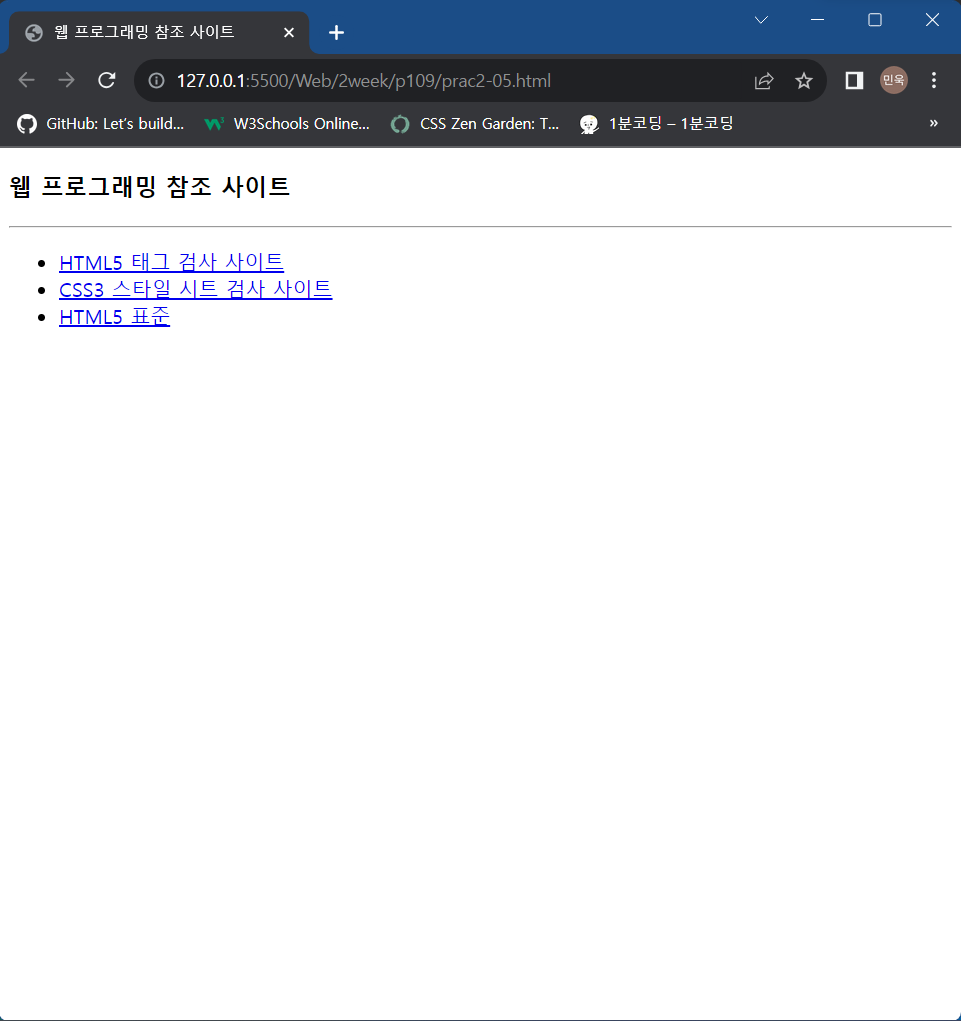 웹 프로그래밍 참조 사이트
127.0.0.1:5500/Web/2week/p109/prac2-05.html 민욱
GitHub: Let's build... W3Schools Online... CSS Zen Garden: T... 1분코딩 – 1분코딩 »
웹 프로그래밍 참조 사이트
• HTML5 태그 검사 사이트
• CSS3 스타일 시트 검사 사이트
• HTML5 표준